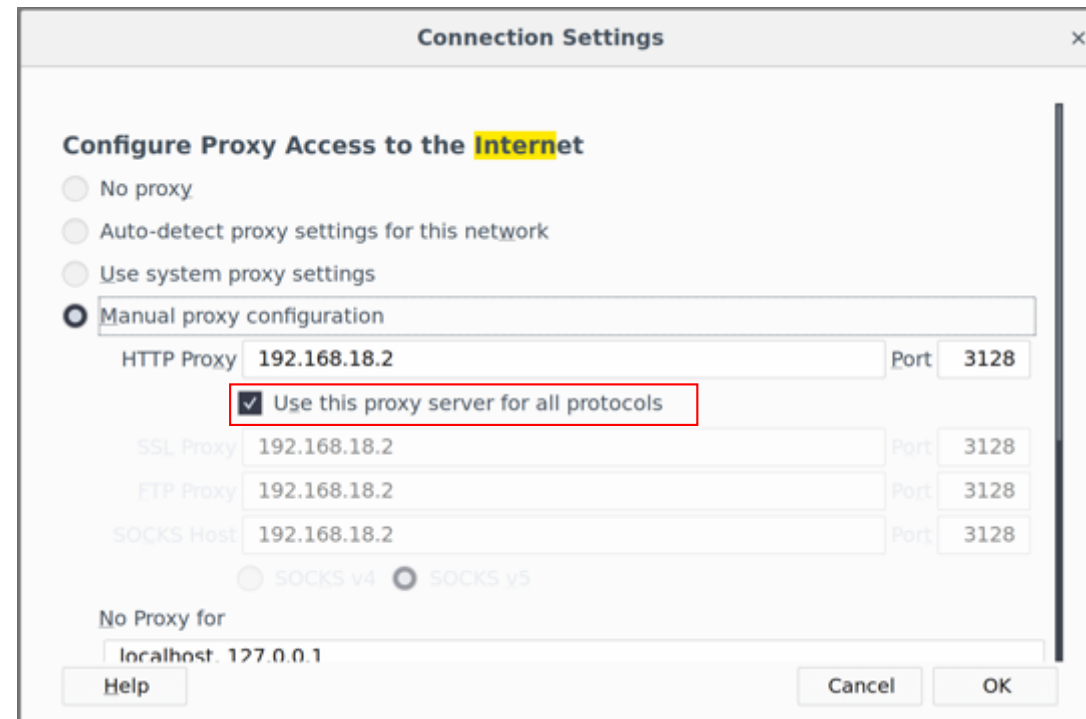 Connection Settings ×
Configure Proxy Access to the Internet
No proxy
Auto-detect proxy settings for this network
Use system proxy settings
Manual proxy configuration
HTTP Proxy 192.168.18.2 Port 3128
Use this proxy server for all protocols
SSL Proxy 192.168.18.2 Port 3128
FTP Proxy 192.168.18.2 Port 3128
SOCKS Host 192.168.18.2 Port 3128
SOCKS v4 SOCKS v5
No Proxy for
localhost, 127.0.0.1
Help Cancel OK